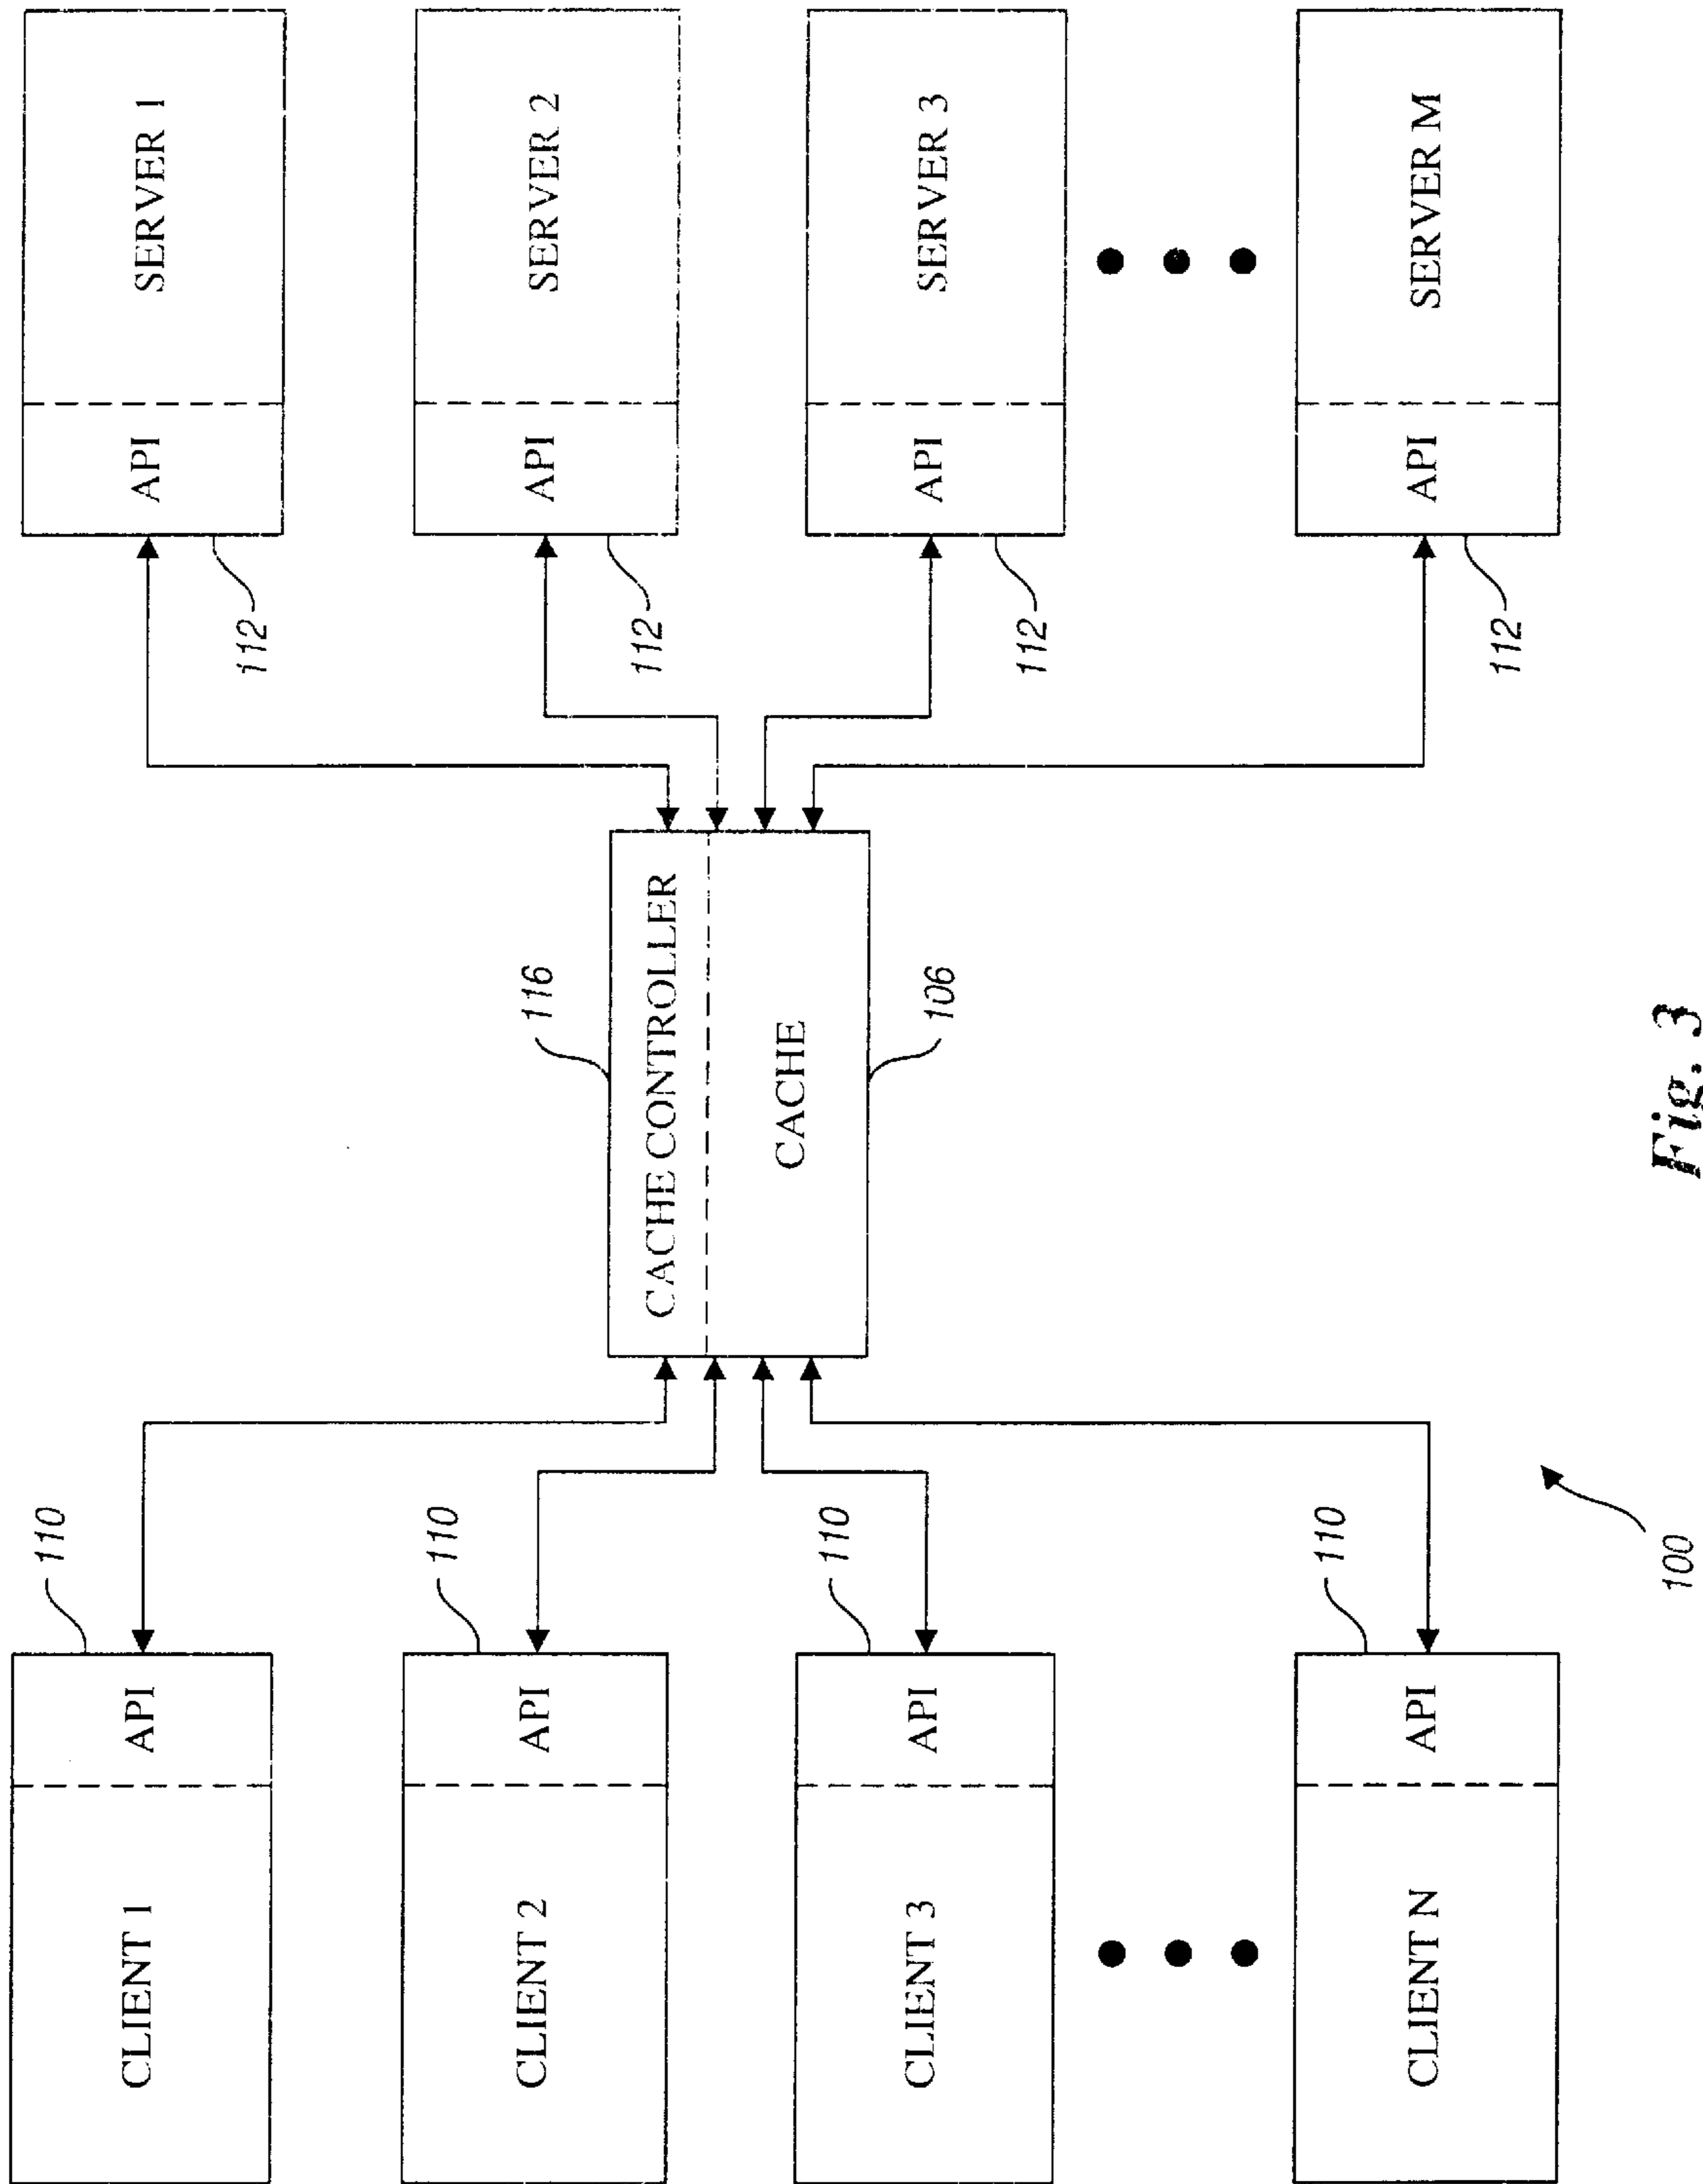 CLIENT 1
API
110
CLIENT 2
API
110
CLIENT 3
API
110
CLIENT N
API
110
116
CACHE CONTROLLER
CACHE
106
API
SERVER 1
112
API
SERVER 2
112
API
SERVER 3
112
API
SERVER M
112
100
Fig. 3